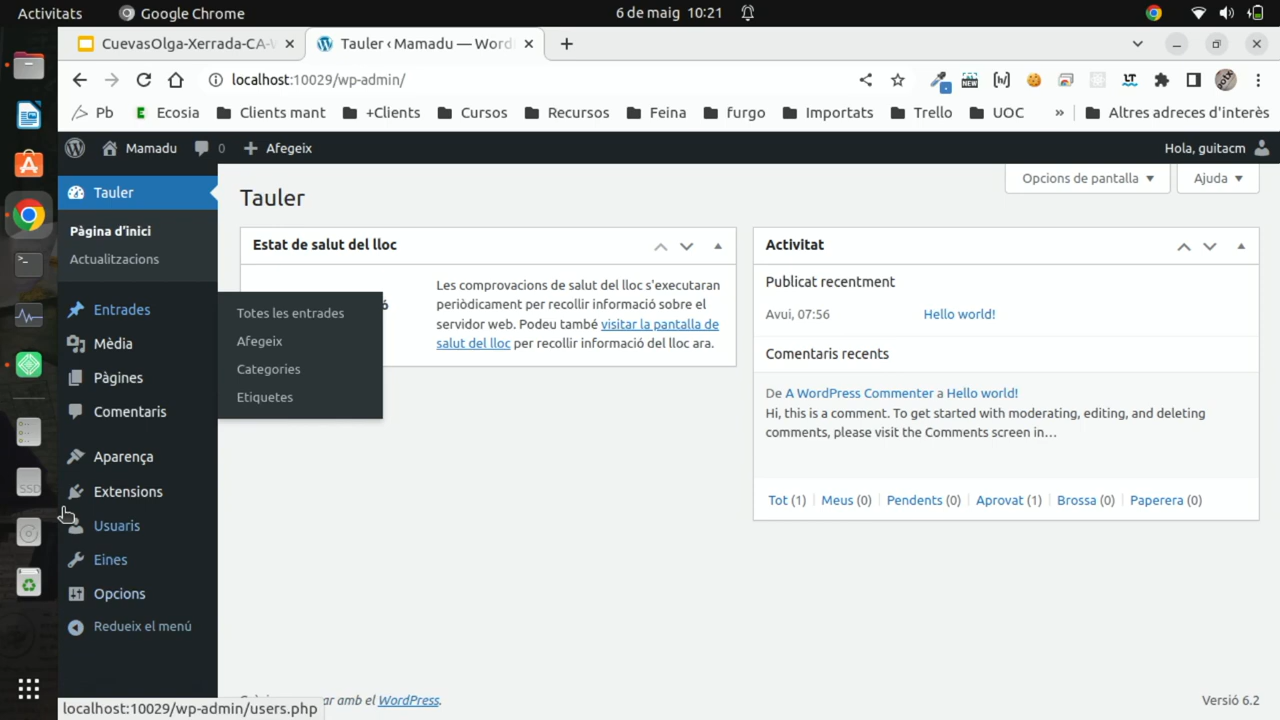 Activitats
Google Chrome
6 de maig 10:21
CuevasOlga-Xerrada-CA-
Tauler ‹ Mamadu — Word
localhost:10029/wp-admin/
Pb
Ecosia
Clients mant
+Clients
Cursos
Recursos
Feina
furgo
Importats
Trello
UOC
»
Altres adreces d'interès
Mamadu
0
Afegeix
Hola, guitacm
Tauler
Pàgina d'inici
Actualitzacions
Entrades
Mèdia
Pàgines
Comentaris
Aparença
Extensions
Usuaris
Eines
Opcions
Redueix el menú
Totes les entrades
Afegeix
Categories
Etiquetes
Tauler
Opcions de pantalla
Ajuda
Estat de salut del lloc
Les comprovacions de salut del lloc s'executaran
periòdicament per recollir informació sobre el
servidor web. Podeu també visitar la pantalla de
salut del lloc per recollir informació del lloc ara.
Activitat
Publicat recentment
Avui, 07:56
Hello world!
Comentaris recents
De A WordPress Commenter a Hello world!
Hi, this is a comment. To get started with moderating, editing, and deleting
comments, please visit the Comments screen in…
Tot (1) | Meus (0) | Pendents (0) | Aprovat (1) | Brossa (0) | Paperera (0)
ar amb el WordPress.
Versió 6.2
localhost:10029/wp-admin/users.php
SSD
NEW
LT